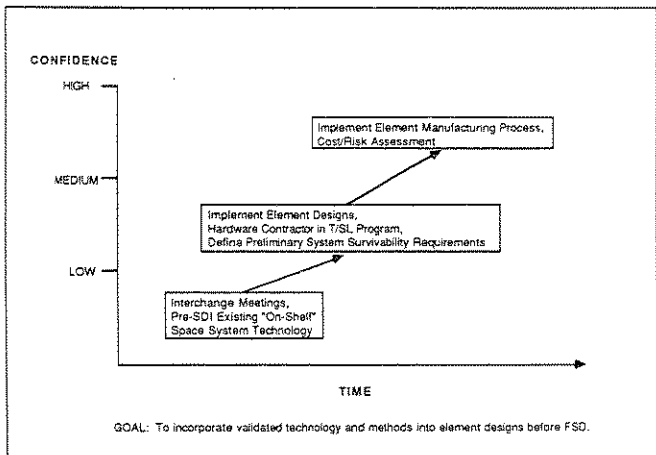 CONFIDENCE
HIGH
Implement Element Manufacturing Process,
Cost/Risk Assessment
MEDIUM
Implement Element Designs,
Hardware Contractor in T/SL Program,
Define Preliminary System Survivability Requirements
LOW
Interchange Meetings,
Pre-SDI Existing "On-Shelf"
Space System Technology
TIME
GOAL: To incorporate validated technology and methods into element designs before FSD.